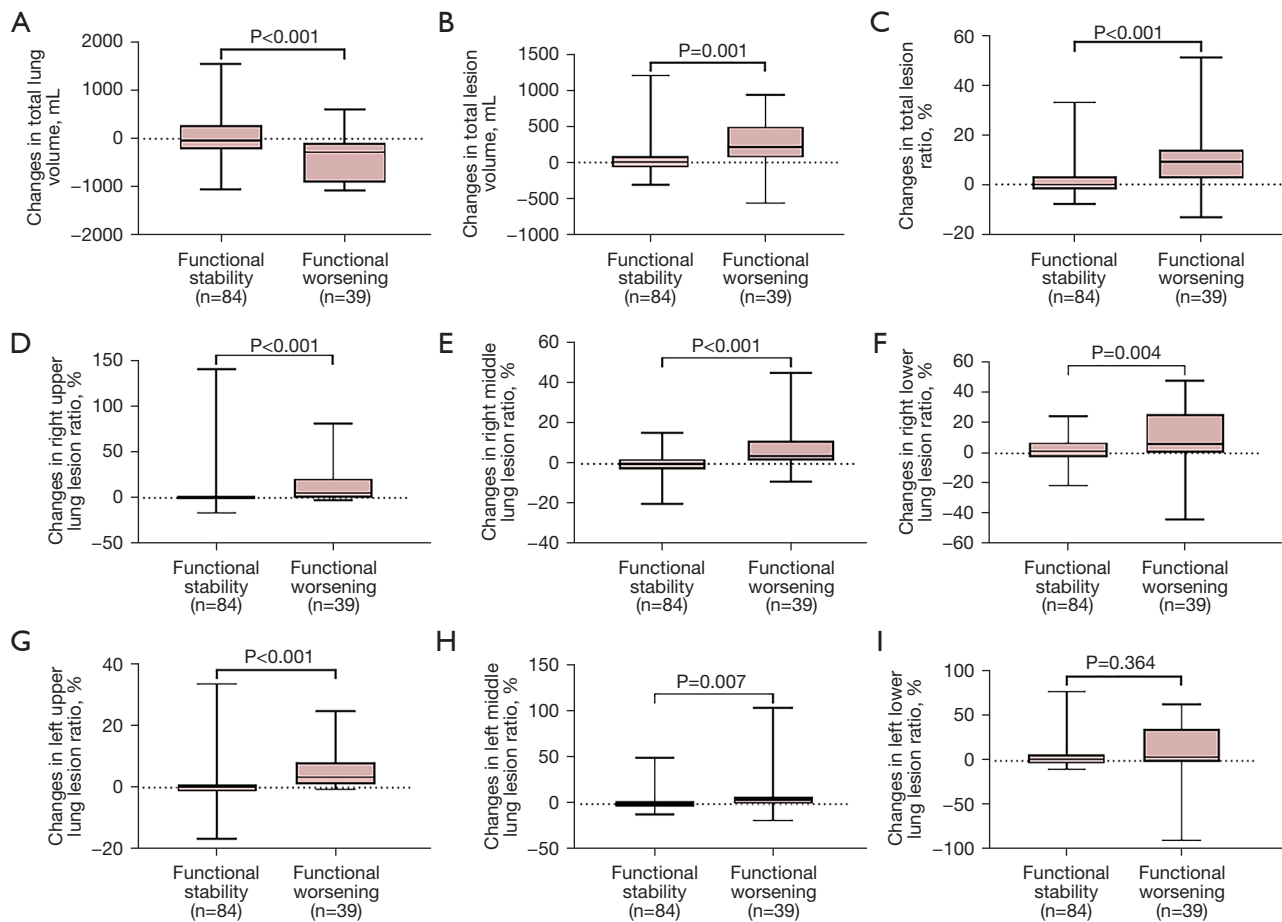 A
Changes in total lung
volume, mL
2000
1000
0
−1000
−2000
P<0.001
Functional
stability
(n=84)
Functional
worsening
(n=39)
B
Changes in total lesion
volume, mL
1500
1000
500
0
−500
−1000
P=0.001
Functional
stability
(n=84)
Functional
worsening
(n=39)
C
Changes in total lesion
ratio, %
60
40
20
0
−20
P<0.001
Functional
stability
(n=84)
Functional
worsening
(n=39)
D
Changes in right upper
lung lesion ratio, %
150
100
50
0
−50
P<0.001
Functional
stability
(n=84)
Functional
worsening
(n=39)
E
Changes in right middle
lung lesion ratio, %
60
40
20
0
−20
−40
P<0.001
Functional
stability
(n=84)
Functional
worsening
(n=39)
F
Changes in right lower
lung lesion ratio, %
60
40
20
0
−20
−40
−60
P=0.004
Functional
stability
(n=84)
Functional
worsening
(n=39)
G
Changes in left upper
lung lesion ratio, %
40
20
0
−20
P<0.001
Functional
stability
(n=84)
Functional
worsening
(n=39)
H
Changes in left middle
lung lesion ratio, %
150
100
50
0
−50
P=0.007
Functional
stability
(n=84)
Functional
worsening
(n=39)
I
Changes in left lower
lung lesion ratio, %
100
50
0
−50
−100
P=0.364
Functional
stability
(n=84)
Functional
worsening
(n=39)